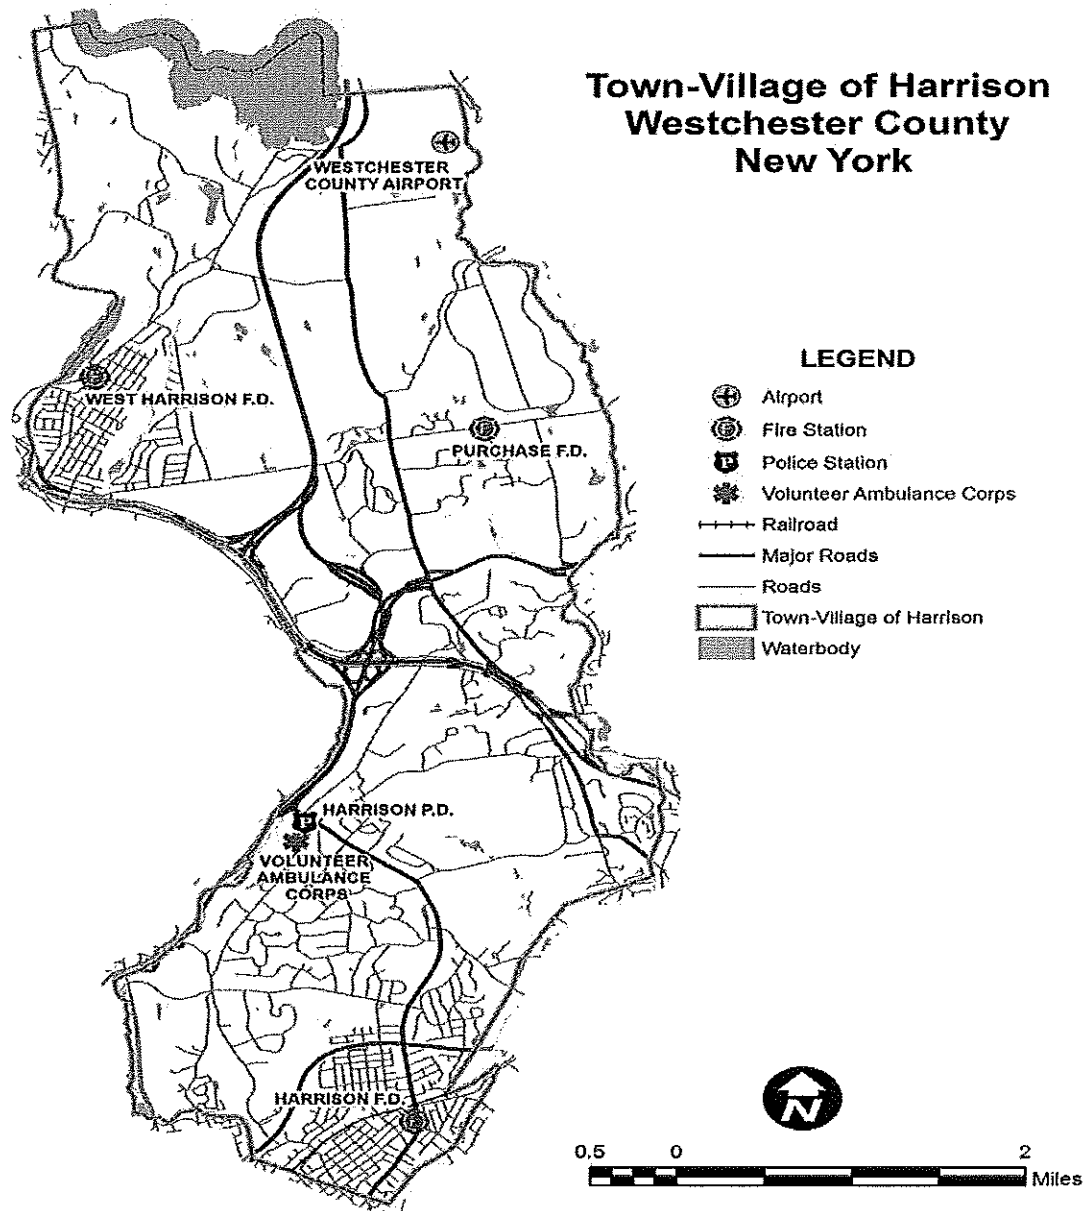 Town-Village of Harrison
Westchester County
New York
WESTCHESTER
COUNTY AIRPORT
WEST HARRISON F.D.
PURCHASE F.D.
LEGEND
Airport
Fire Station
P Police Station
Volunteer Ambulance Corps
Railroad
Major Roads
Roads
Town-Village of Harrison
Waterbody
P HARRISON P.D.
VOLUNTEER
AMBULANCE
CORPS
HARRISON F.D.
N
0.5 0 2
Miles